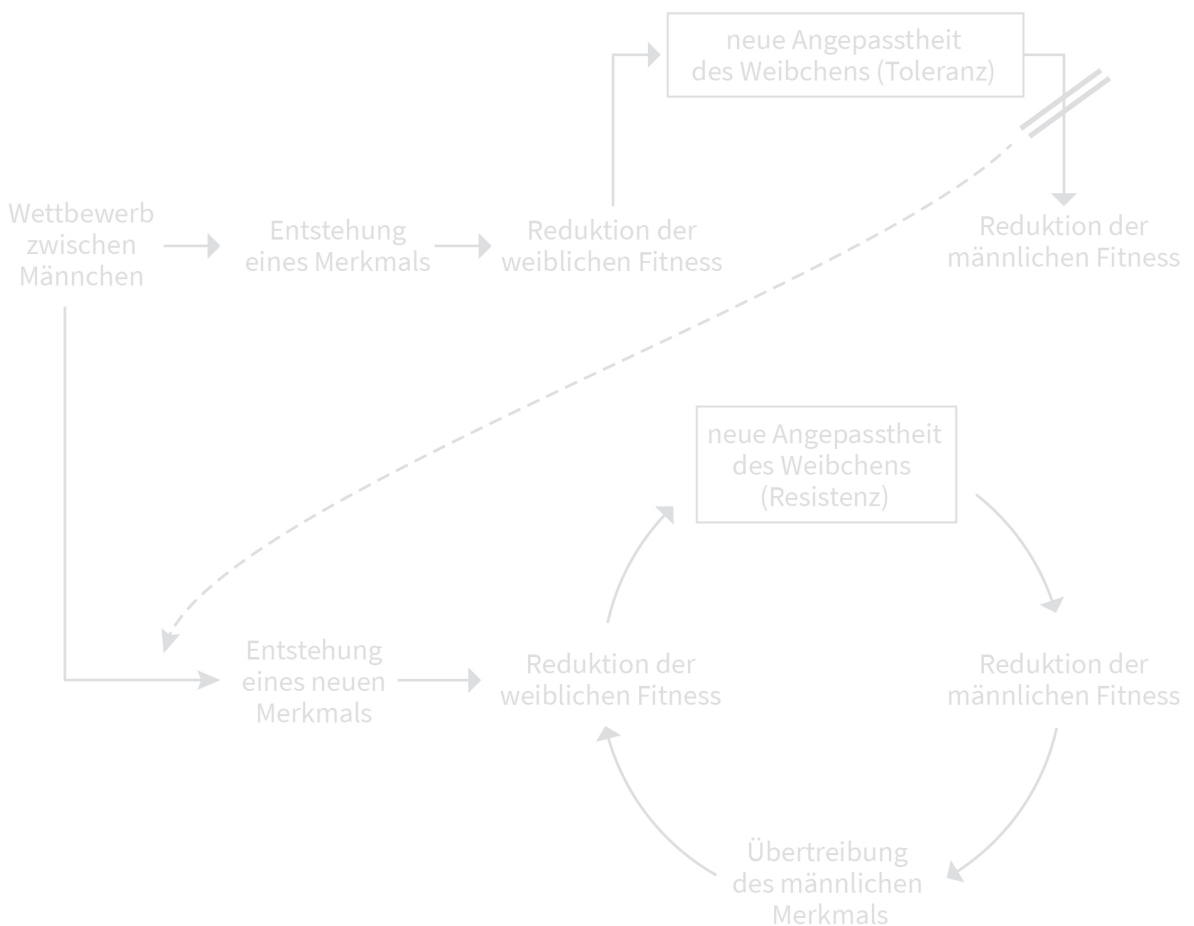 neue Angepasstheit
des Weibchens (Toleranz)
Wettbewerb
zwischen
Männchen
Entstehung
eines Merkmals
Reduktion der
weiblichen Fitness
Reduktion der
männlichen Fitness
neue Angepasstheit
des Weibchens
(Resistenz)
Entstehung
eines neuen
Merkmals
Reduktion der
weiblichen Fitness
Reduktion der
männlichen Fitness
Übertreibung
des männlichen
Merkmals